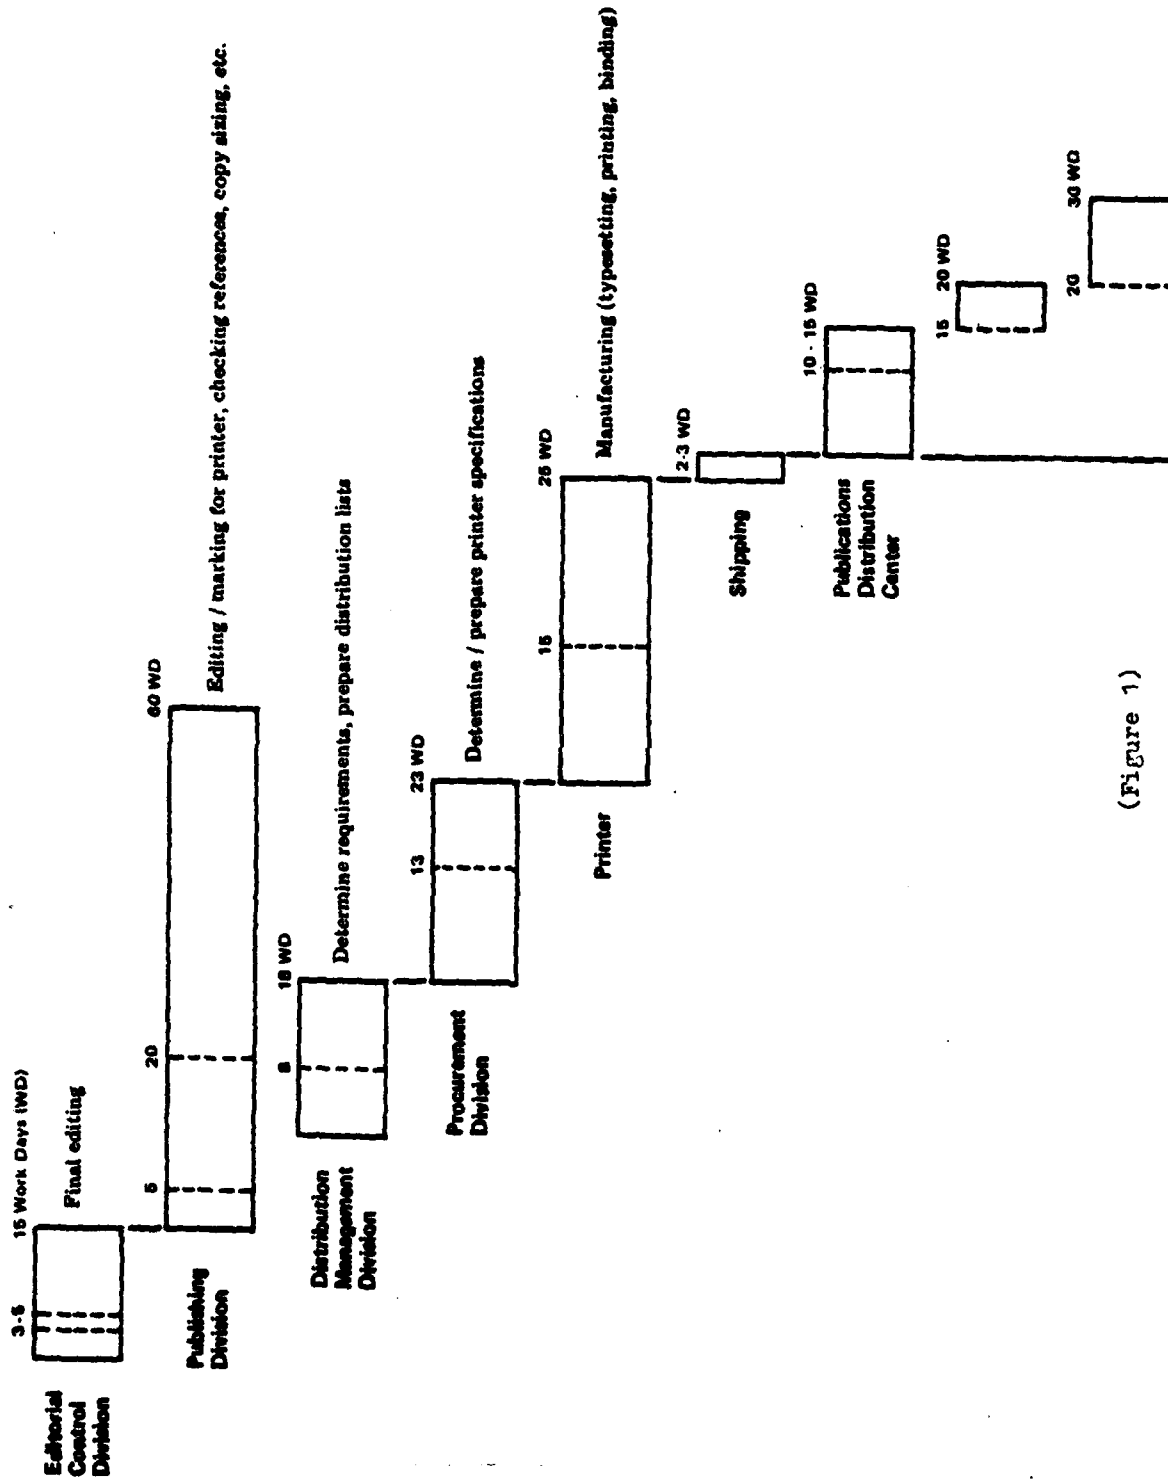 3-5
15 Work Days (WD)
Editorial
Control
Division
Final editing
5
20
60 WD
Publishing
Division
Editing / marking for printer, checking references, copy sizing, etc.
8
18 WD
Distribution
Management
Division
Determine requirements, prepare distribution lists
13
23 WD
Procurement
Division
Determine / prepare printer specifications
15
25 WD
Printer
Manufacturing (typesetting, printing, binding)
2-3 WD
Shipping
10 - 15 WD
Publications
Distribution
Center
15
20 WD
20
30 WD
(Figure 1)